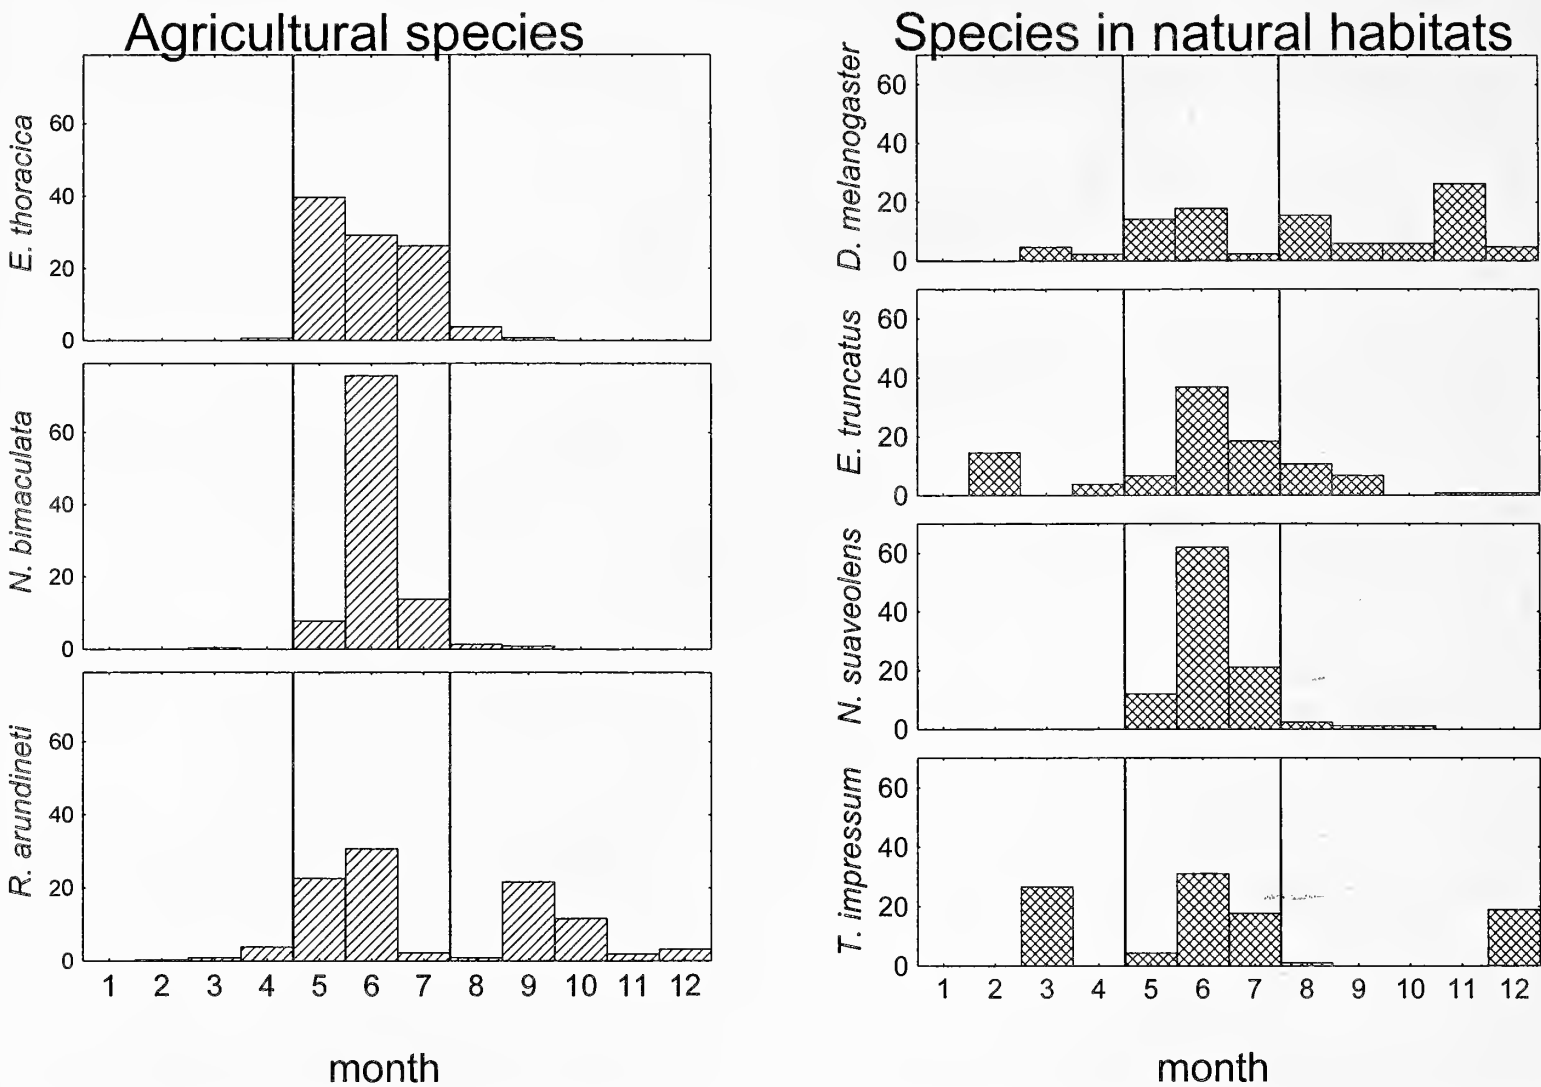 Agricultural species
E. thoracica
60
40
20
0
N. bimaculata
60
40
20
0
R. arundineti
60
40
20
0
1 2 3 4 5 6 7 8 9 10 11 12
month
Species in natural habitats
D. melanogaster
60
40
20
0
E. truncatus
60
40
20
0
N. suaveolens
60
40
20
0
T. impressum
60
40
20
0
1 2 3 4 5 6 7 8 9 10 11 12
month